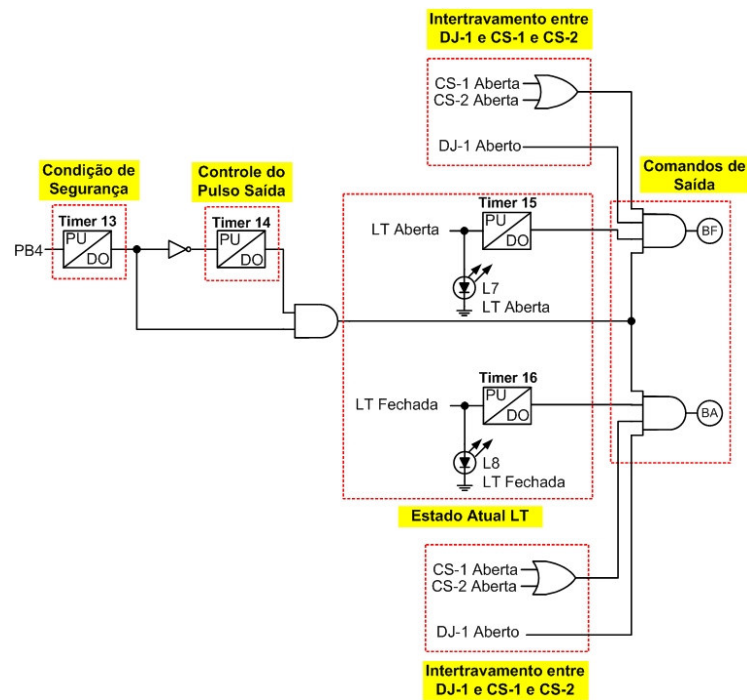 Intertravamento entre
DJ-1 e CS-1 e CS-2
CS-1 Aberta
CS-2 Aberta
DJ-1 Aberto
Condição de
Segurança
Controle do
Pulso Saída
Comandos de
Saída
Timer 13
PU
DO
PB4
Timer 14
PU
DO
Timer 15
PU
DO
LT Aberta
L7
LT Aberta
BF
Timer 16
PU
DO
LT Fechada
L8
LT Fechada
BA
Estado Atual LT
CS-1 Aberta
CS-2 Aberta
DJ-1 Aberto
Intertravamento entre
DJ-1 e CS-1 e CS-2